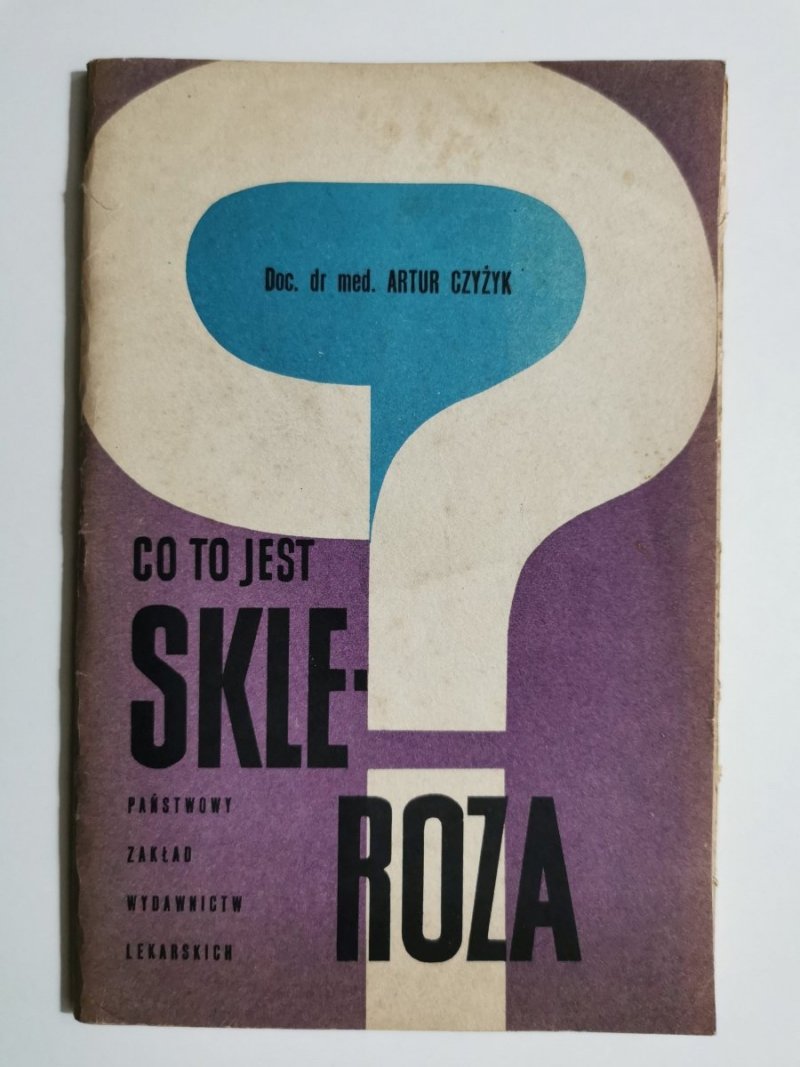 Doc. dr med. ARTUR CZYŻYK
CO TO JEST
SKLE-
ROZA
PAŃSTWOWY
ZAKŁAD
WYDAWNICTW
LEKARSKICH